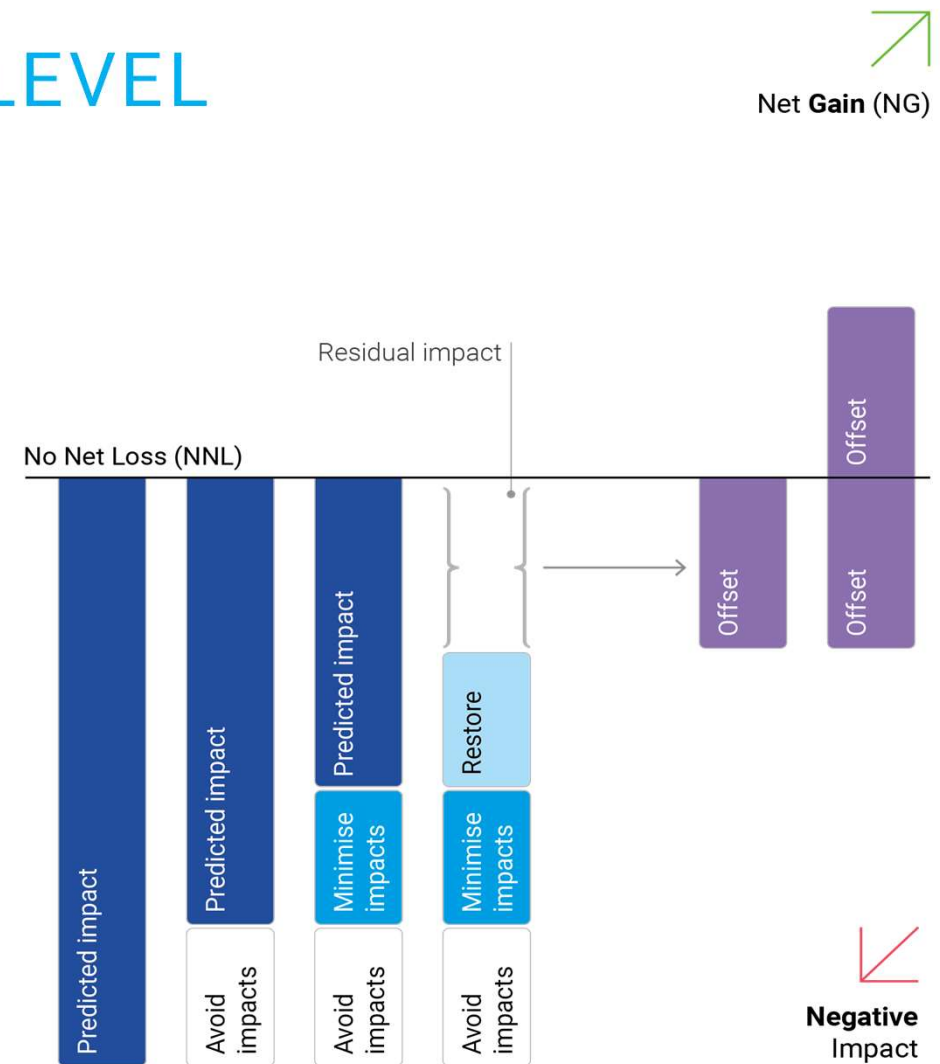 LEVEL
Net Gain (NG)
Residual impact
No Net Loss (NNL)
Predicted impact
Predicted impact
Avoid
impacts
Predicted impact
Minimise
impacts
Avoid
impacts
Restore
Minimise
impacts
Avoid
impacts
Offset
Offset
Offset
Negative
Impact